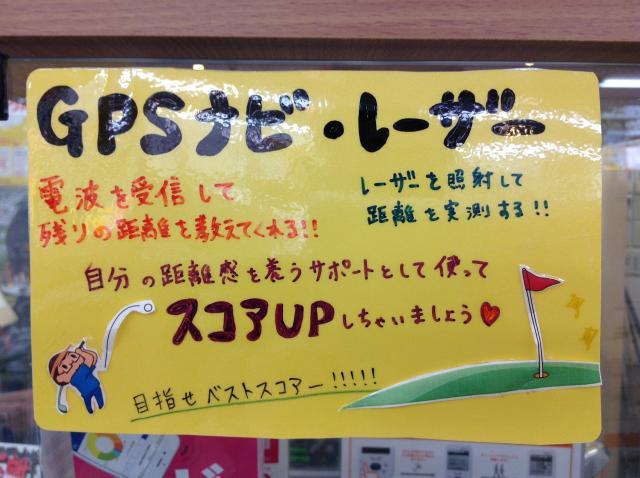 GPSナビ・レーザー
電波を受信して
残りの距離を教えてくれる!!
レーザーを照射して
距離を実測する!!
自分の距離感を養うサポートとして使って
スコアUPしちゃいましょう♥
目指せベストスコアー!!!!!